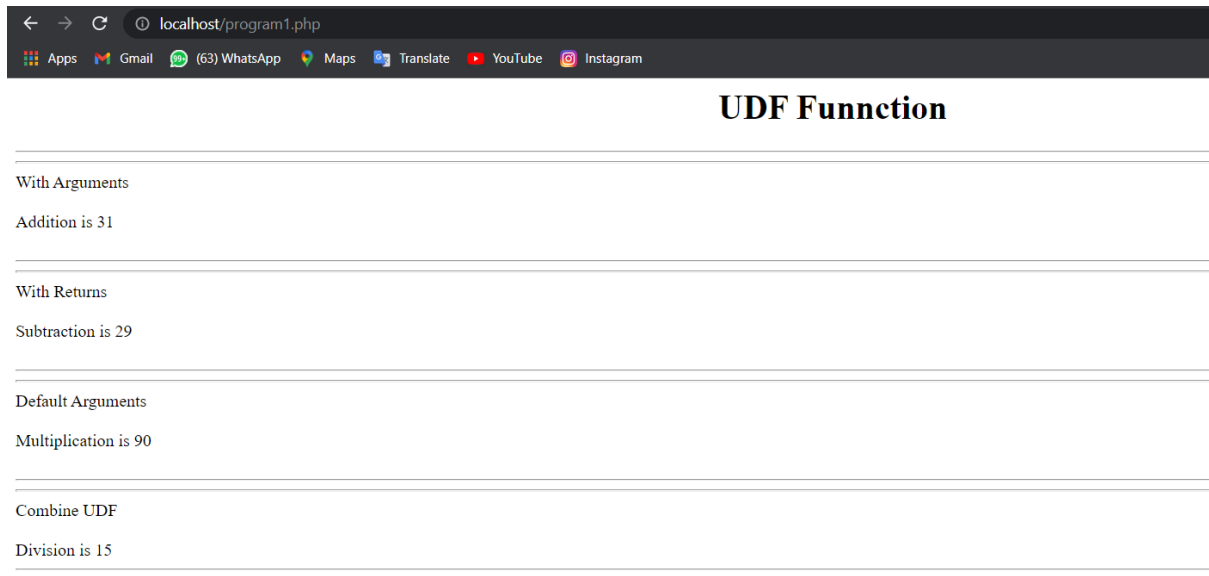 localhost/program1.php
Apps Gmail (63) WhatsApp Maps Translate YouTube Instagram
UDF Funnction
With Arguments
Addition is 31
With Returns
Subtraction is 29
Default Arguments
Multiplication is 90
Combine UDF
Division is 15